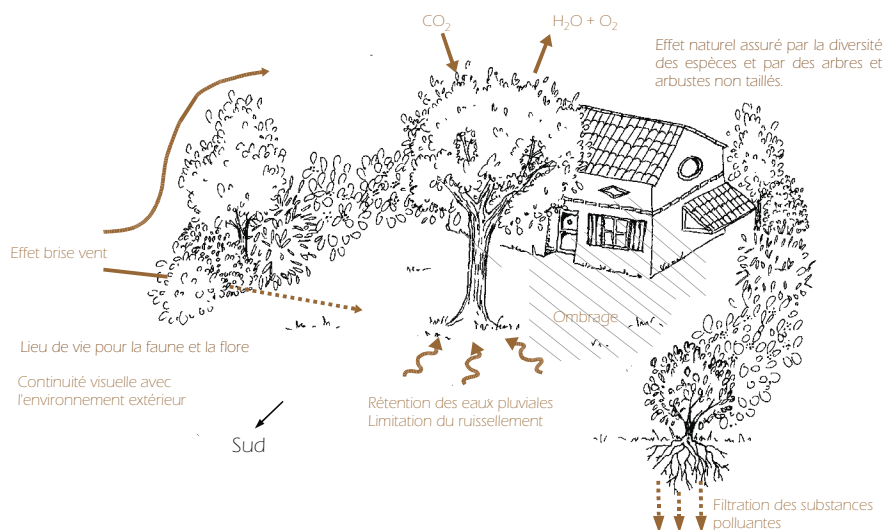 CO2
H2O + O2
Effet naturel assuré par la diversité
des espèces et par des arbres et
arbustes non taillés.
Effet brise vent
Ombrage
Lieu de vie pour la faune et la flore
Continuité visuelle avec
l'environnement extérieur
Rétention des eaux pluviales
Limitation du ruissellement
Sud
Filtration des substances
polluantes